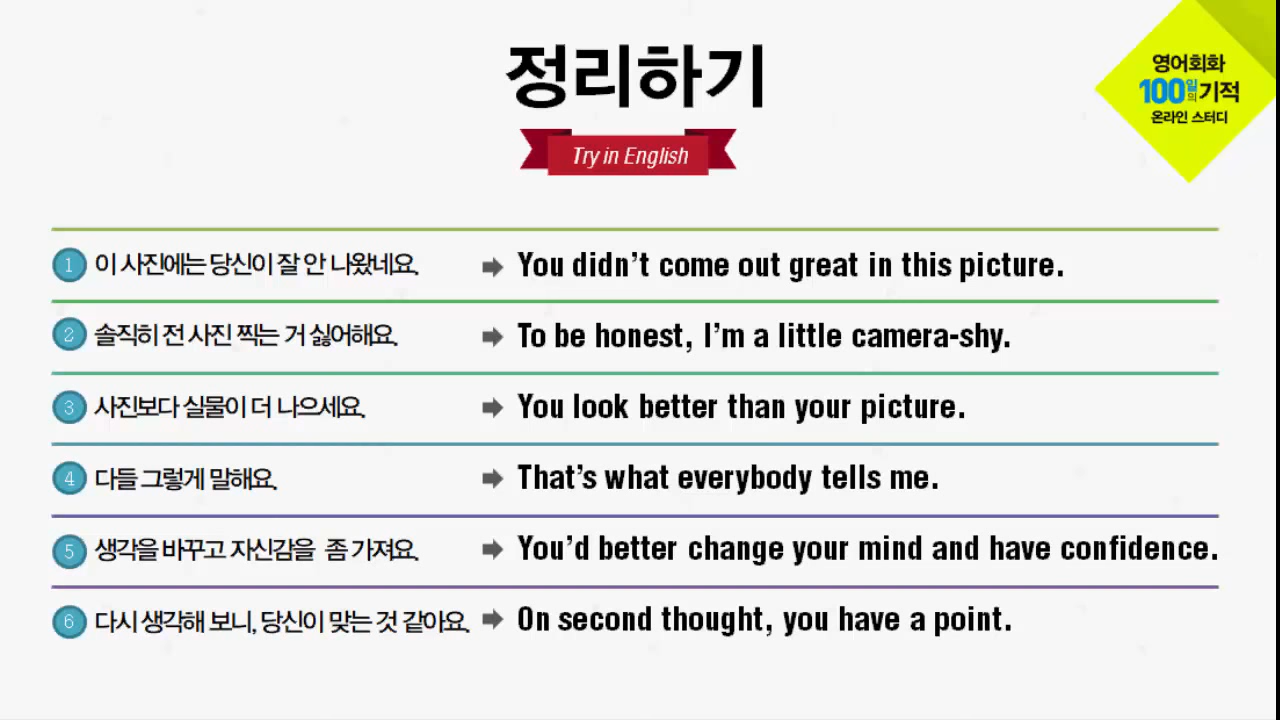 정리하기
Try in English
영어회화
100일의기적
온라인 스터디
1 이 사진에는 당신이 잘 안 나왔네요. ➡ You didn't come out great in this picture.
2 솔직히 전 사진 찍는 거 싫어해요. ➡ To be honest, I'm a little camera-shy.
3 사진보다 실물이 더 나으세요. ➡ You look better than your picture.
4 다들 그렇게 말해요. ➡ That's what everybody tells me.
5 생각을 바꾸고 자신감을 좀 가져요. ➡ You'd better change your mind and have confidence.
6 다시 생각해 보니, 당신이 맞는 것 같아요. ➡ On second thought, you have a point.